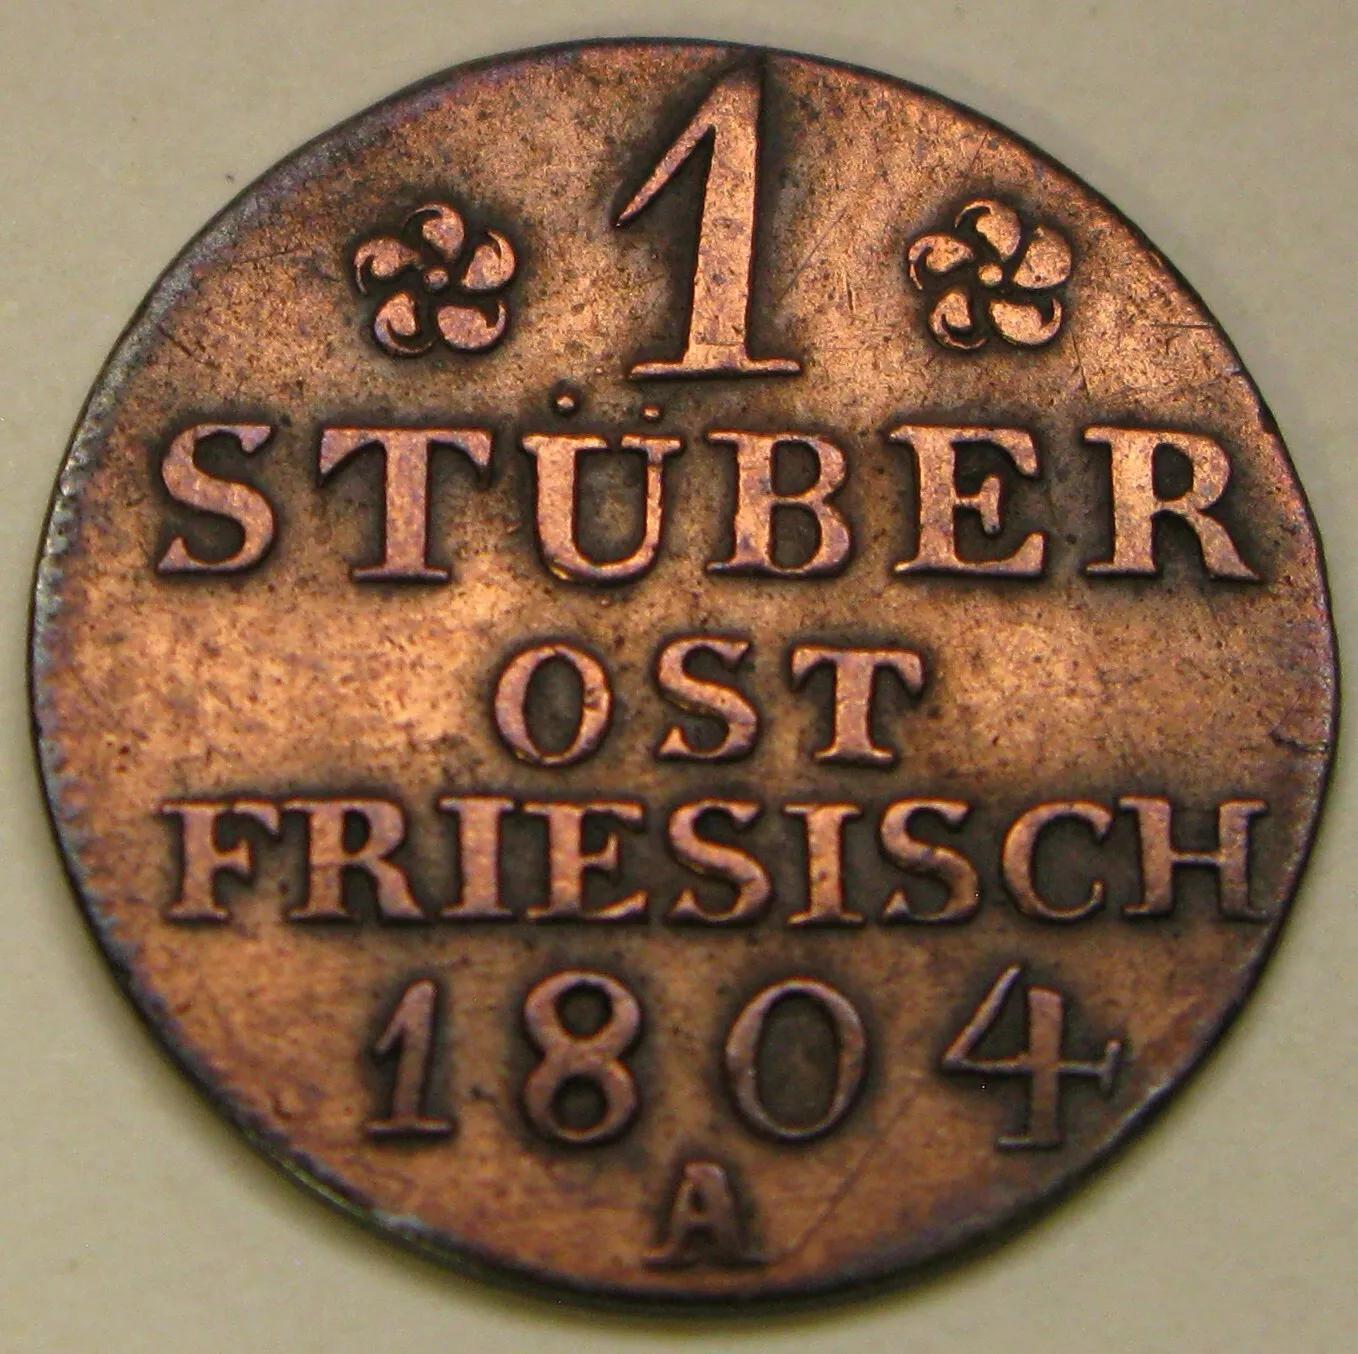 1
STÜBER
OST
FRIESISCH
1804
A